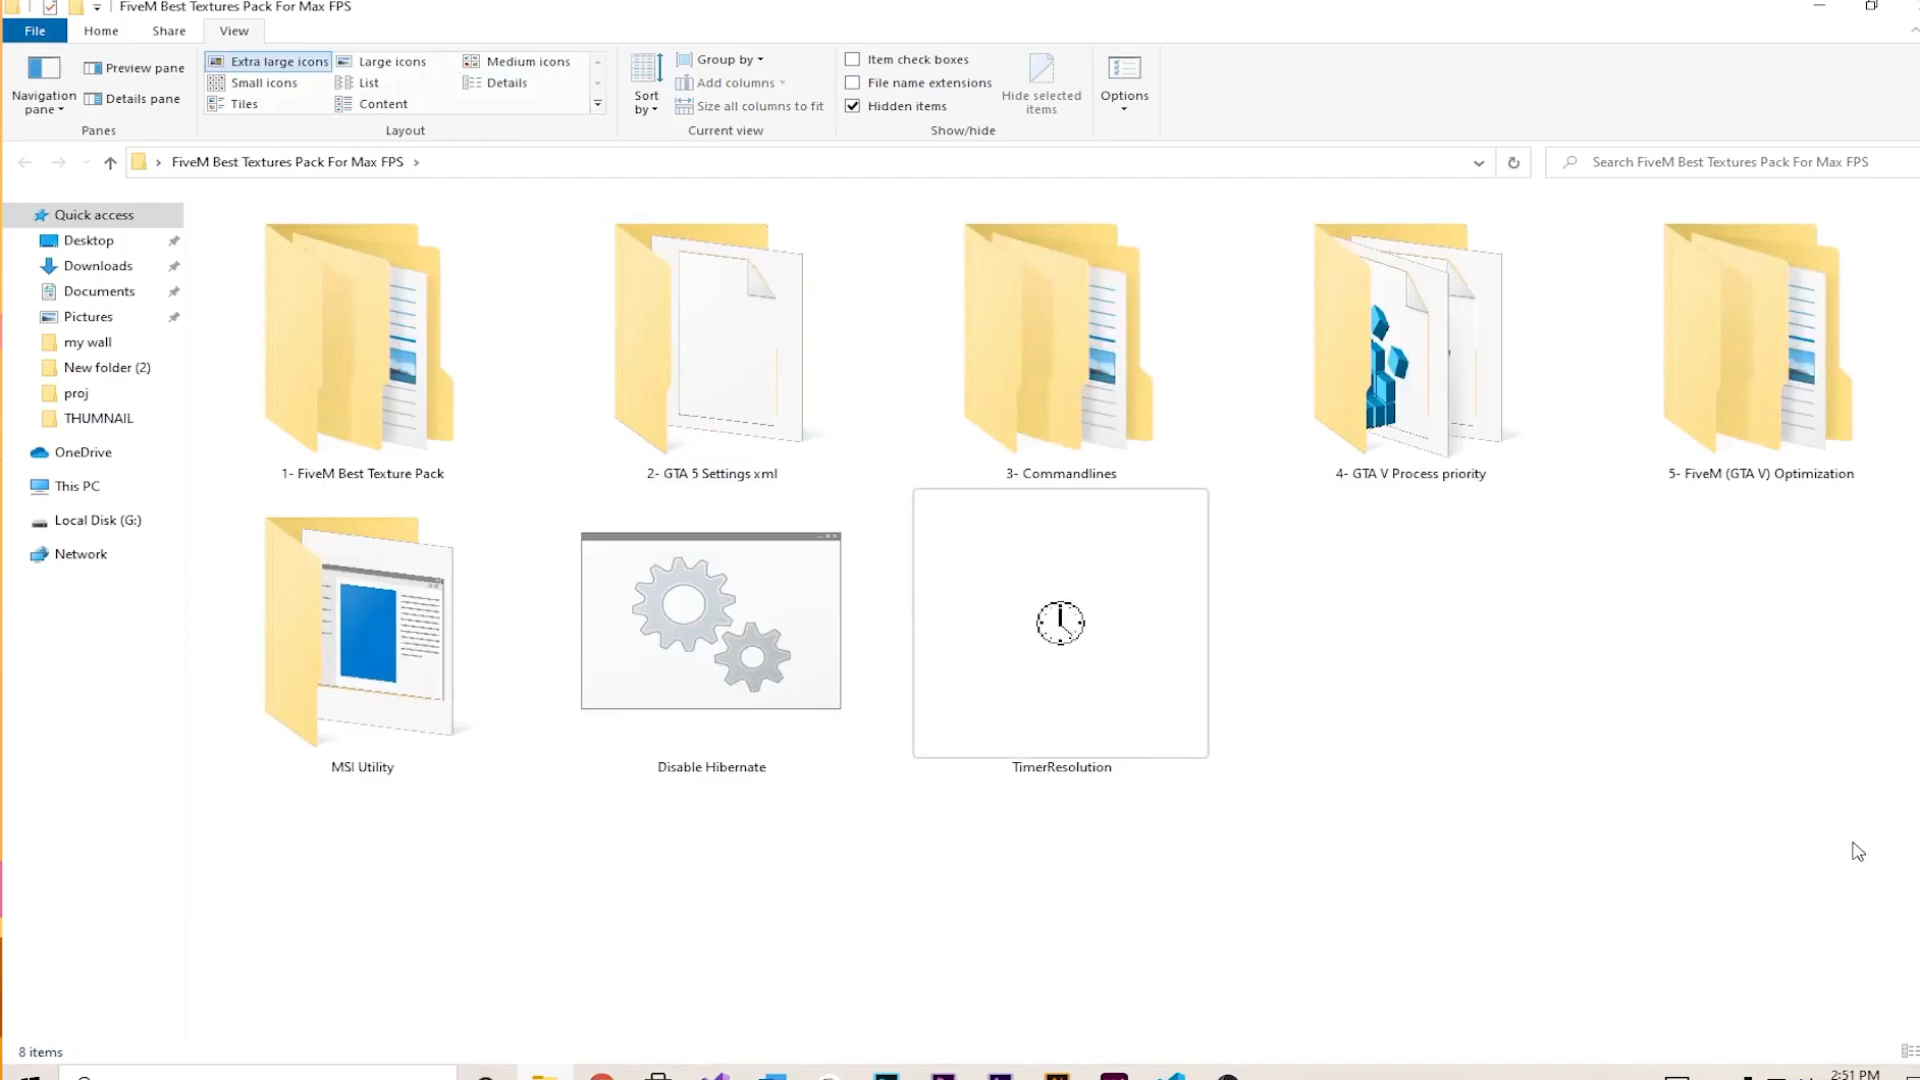 FiveM Best Textures Pack For Max FPS
File Home Share View
Navigation pane
Preview pane
Details pane
Panes
Extra large icons Large icons Medium icons
Small icons List Details
Tiles Content
Layout
Sort by
Group by
Add columns
Size all columns to fit
Current view
Item check boxes
File name extensions
Hidden items
Hide selected items
Show/hide
Options
FiveM Best Textures Pack For Max FPS
Search FiveM Best Textures Pack For Max FPS
Quick access
Desktop
Downloads
Documents
Pictures
my wall
New folder (2)
proj
THUMNAIL
OneDrive
This PC
Local Disk (G:)
Network
1- FiveM Best Texture Pack
2- GTA 5 Settings xml
3- Commandlines
4- GTA V Process priority
5- FiveM (GTA V) Optimization
MSI Utility
Disable Hibernate
TimerResolution
8 items
2:51 PM